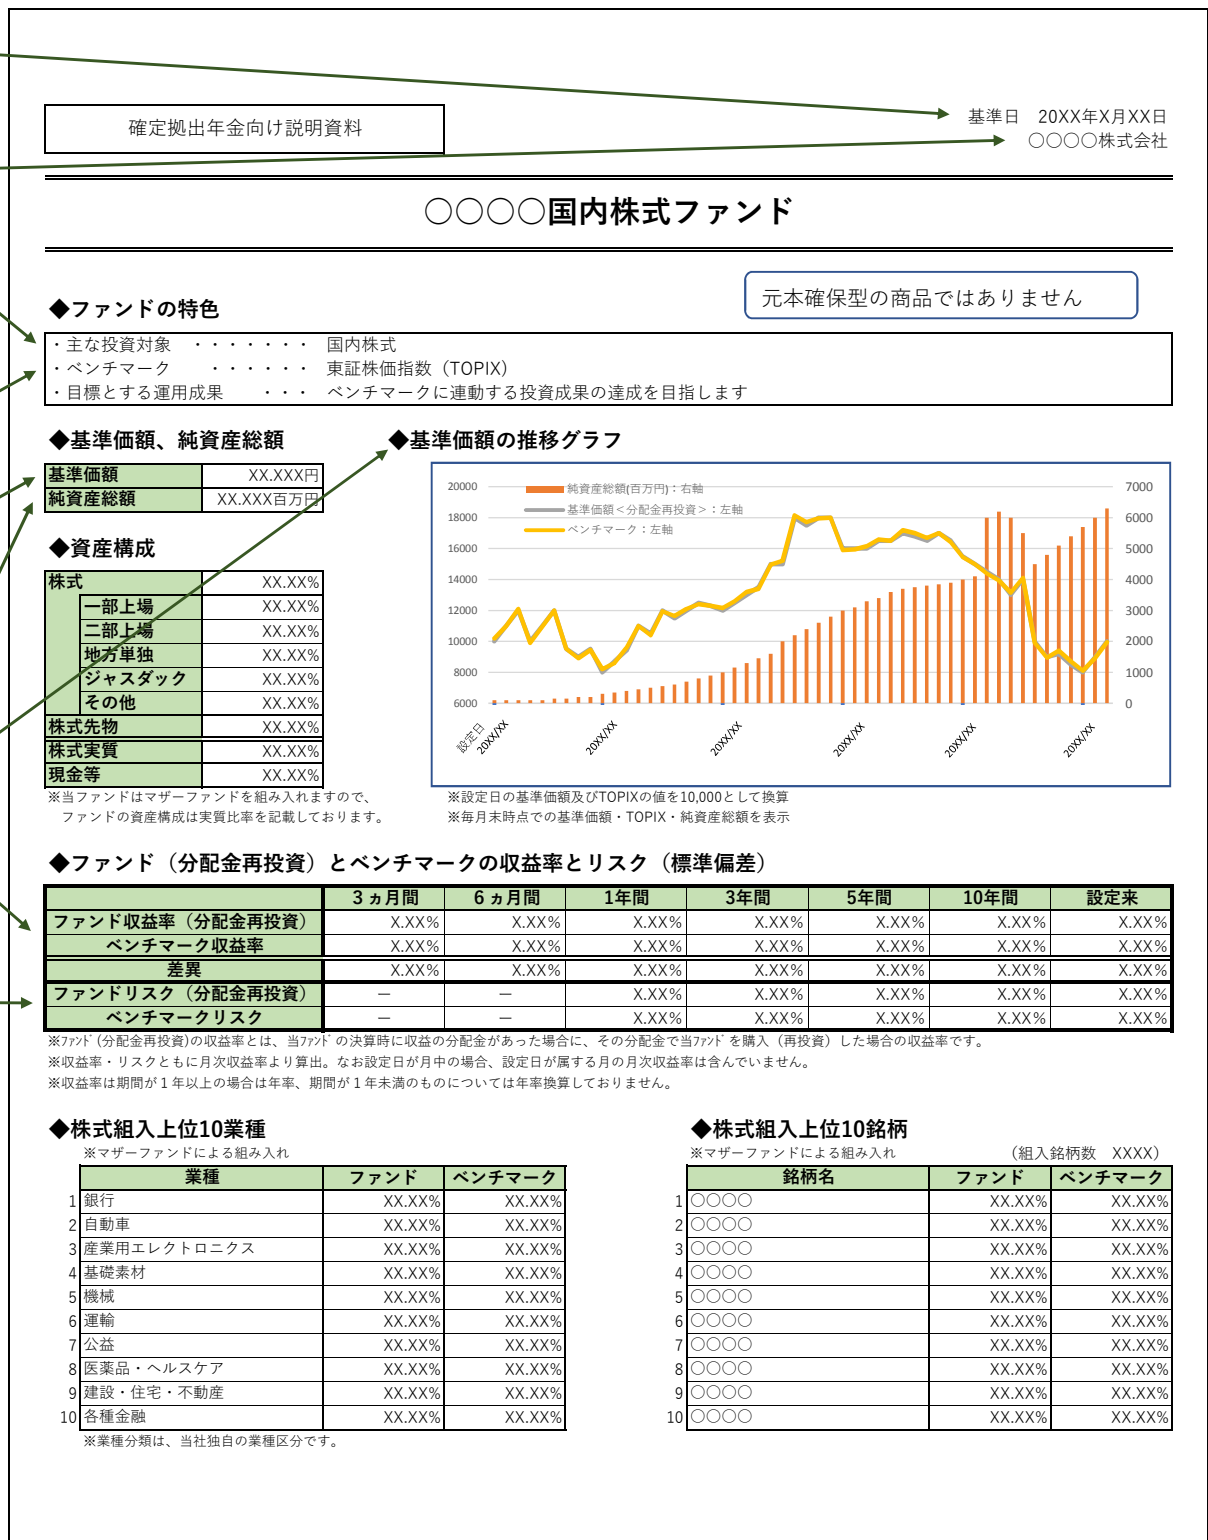 確定拠出年金向け説明資料
基準日　20XX年X月XX日
○○○○株式会社
○○○○国内株式ファンド
元本確保型の商品ではありません
◆ファンドの特色
・主な投資対象　・・・・・・・　国内株式
・ベンチマーク　　・・・・・・　東証株価指数（TOPIX）
・目標とする運用成果　　・・・　ベンチマークに連動する投資成果の達成を目指します
◆基準価額、純資産総額
基準価額 XX.XXX円
純資産総額 XX.XXX百万円
◆資産構成
株式 XX.XX%
一部上場 XX.XX%
二部上場 XX.XX%
地方単独 XX.XX%
ジャスダック XX.XX%
その他 XX.XX%
株式先物 XX.XX%
株式実質 XX.XX%
現金等 XX.XX%
※当ファンドはマザーファンドを組み入れますので、
ファンドの資産構成は実質比率を記載しております。
◆基準価額の推移グラフ
純資産総額(百万円)：右軸
基準価額＜分配金再投資＞：左軸
ベンチマーク：左軸
20000 7000
18000 6000
16000 5000
14000 4000
12000 3000
10000 2000
8000 1000
6000 0
設定日 20XX/XX 20XX/XX 20XX/XX 20XX/XX 20XX/XX 20XX/XX
※設定日の基準価額及びTOPIXの値を10,000として換算
※毎月末時点での基準価額・TOPIX・純資産総額を表示
◆ファンド（分配金再投資）とベンチマークの収益率とリスク（標準偏差）
3ヵ月間 6ヵ月間 1年間 3年間 5年間 10年間 設定来
ファンド収益率（分配金再投資） X.XX% X.XX% X.XX% X.XX% X.XX% X.XX% X.XX%
ベンチマーク収益率 X.XX% X.XX% X.XX% X.XX% X.XX% X.XX% X.XX%
差異 X.XX% X.XX% X.XX% X.XX% X.XX% X.XX% X.XX%
ファンドリスク（分配金再投資） － － X.XX% X.XX% X.XX% X.XX% X.XX%
ベンチマークリスク － － X.XX% X.XX% X.XX% X.XX% X.XX%
※ﾌｧﾝﾄﾞ(分配金再投資)の収益率とは、当ﾌｧﾝﾄﾞの決算時に収益の分配金があった場合に、その分配金で当ﾌｧﾝﾄﾞを購入（再投資）した場合の収益率です。
※収益率・リスクともに月次収益率より算出。なお設定日が月中の場合、設定日が属する月の月次収益率は含んでいません。
※収益率は期間が1年以上の場合は年率、期間が1年未満のものについては年率換算しておりません。
◆株式組入上位10業種
※マザーファンドによる組み入れ
業種 ファンド ベンチマーク
1 銀行 XX.XX% XX.XX%
2 自動車 XX.XX% XX.XX%
3 産業用エレクトロニクス XX.XX% XX.XX%
4 基礎素材 XX.XX% XX.XX%
5 機械 XX.XX% XX.XX%
6 運輸 XX.XX% XX.XX%
7 公益 XX.XX% XX.XX%
8 医薬品・ヘルスケア XX.XX% XX.XX%
9 建設・住宅・不動産 XX.XX% XX.XX%
10 各種金融 XX.XX% XX.XX%
※業種分類は、当社独自の業種区分です。
◆株式組入上位10銘柄
※マザーファンドによる組み入れ （組入銘柄数　XXXX）
銘柄名 ファンド ベンチマーク
1 ○○○○ XX.XX% XX.XX%
2 ○○○○ XX.XX% XX.XX%
3 ○○○○ XX.XX% XX.XX%
4 ○○○○ XX.XX% XX.XX%
5 ○○○○ XX.XX% XX.XX%
6 ○○○○ XX.XX% XX.XX%
7 ○○○○ XX.XX% XX.XX%
8 ○○○○ XX.XX% XX.XX%
9 ○○○○ XX.XX% XX.XX%
10 ○○○○ XX.XX% XX.XX%